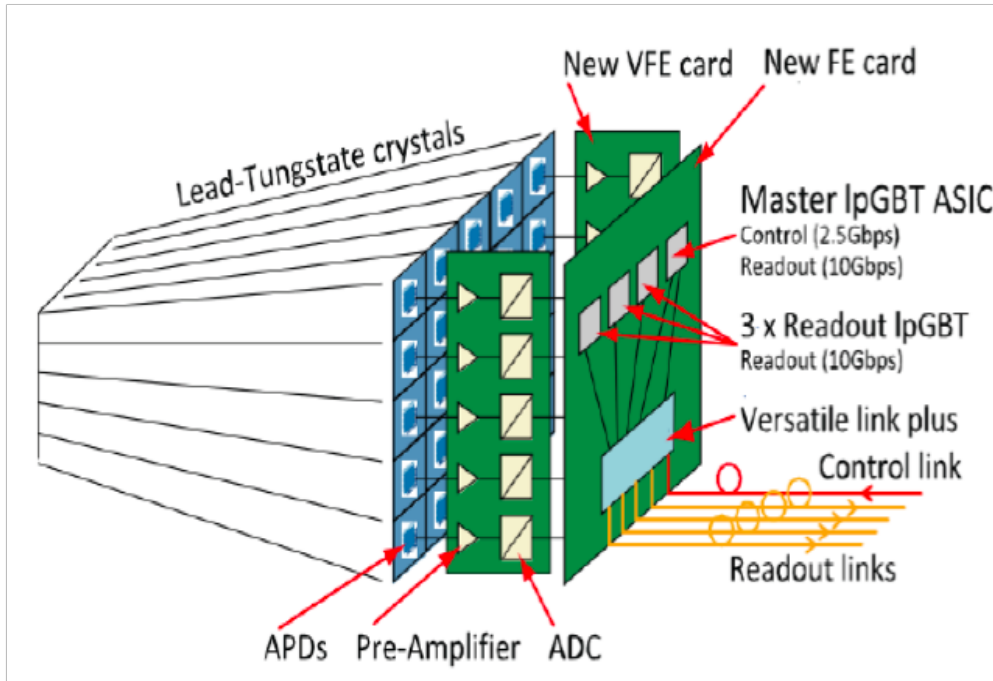 New VFE card
New FE card
Lead-Tungstate crystals
Master lpGBT ASIC
Control (2.5Gbps)
Readout (10Gbps)
3 x Readout lpGBT
Readout (10Gbps)
Versatile link plus
Control link
Readout links
APDs
Pre-Amplifier
ADC